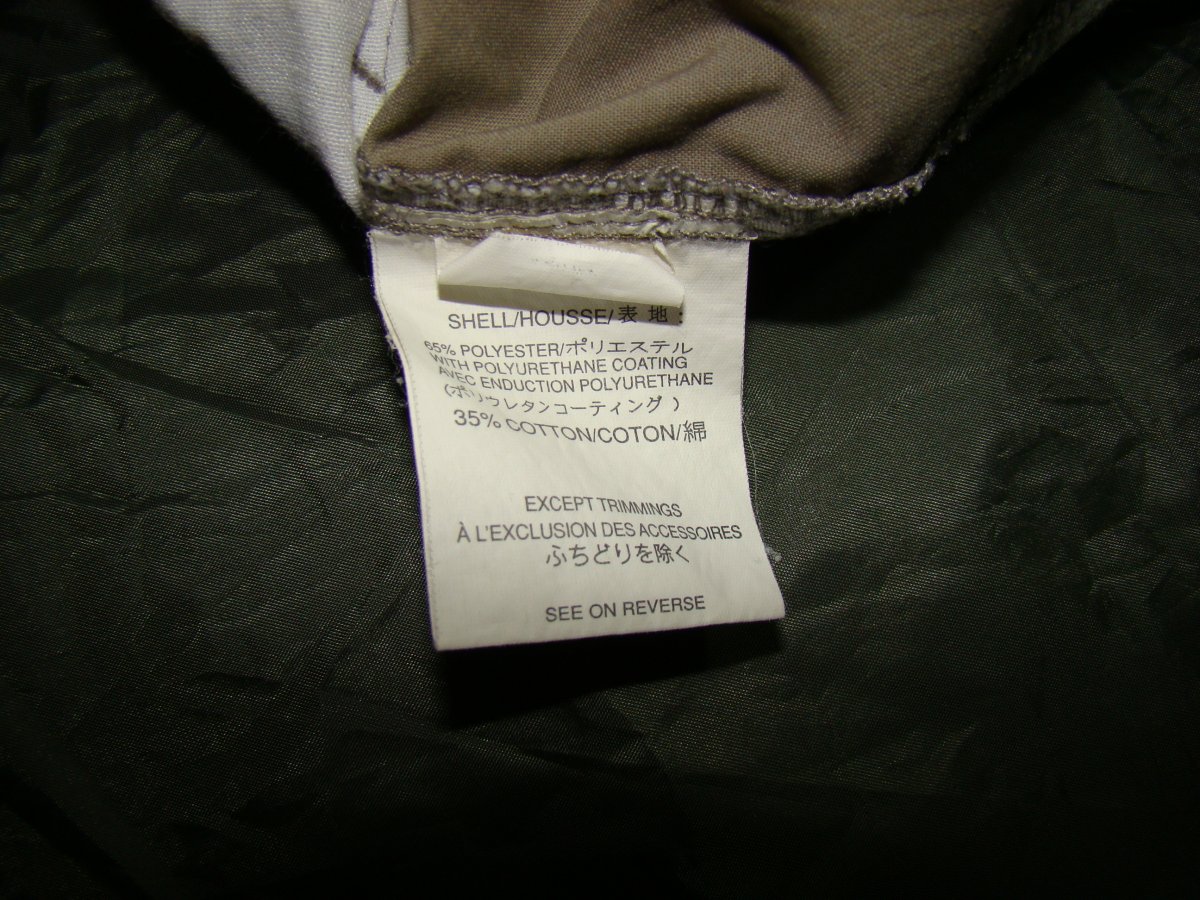 SHELL/HOUSSE/表 地 :
65% POLYESTER/ポリエステル
WITH POLYURETHANE COATING
AVEC ENDUCTION POLYURETHANE
(ポリウレタンコーティング)
35% COTTON/COTON/綿
EXCEPT TRIMMINGS
À L'EXCLUSION DES ACCESSOIRES
ふちどりを除く
SEE ON REVERSE